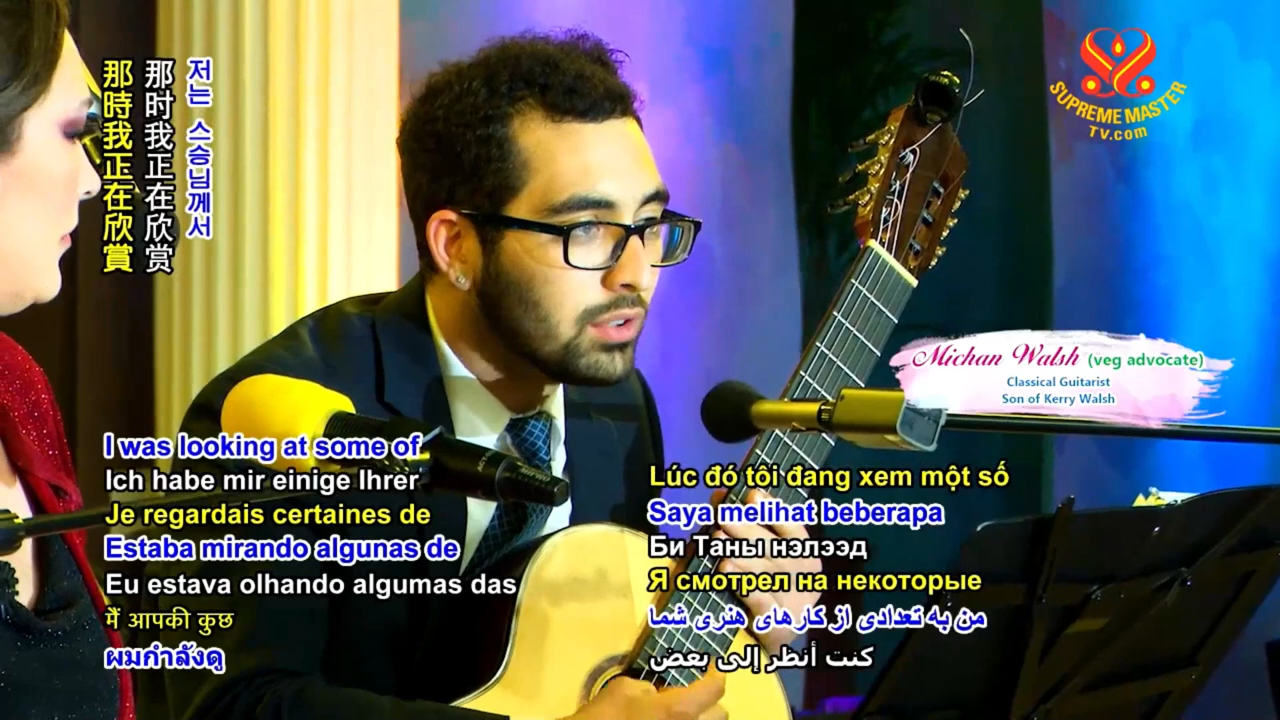 저는 스승님께서
那时我正在欣赏
那時我正在欣賞
SUPREME MASTER
TV.com
Michan Walsh (veg advocate)
Classical Guitarist
Son of Kerry Walsh
I was looking at some of
Ich habe mir einige Ihrer
Je regardais certaines de
Estaba mirando algunas de
Eu estava olhando algumas das
मैं आपकी कुछ
ผมกำลังดู
Lúc đó tôi đang xem một số
Saya melihat beberapa
Би Таны нэлээд
Я смотрел на некоторые
من به تعدادی از کارهای هنری شما
كنت أنظر إلى بعض